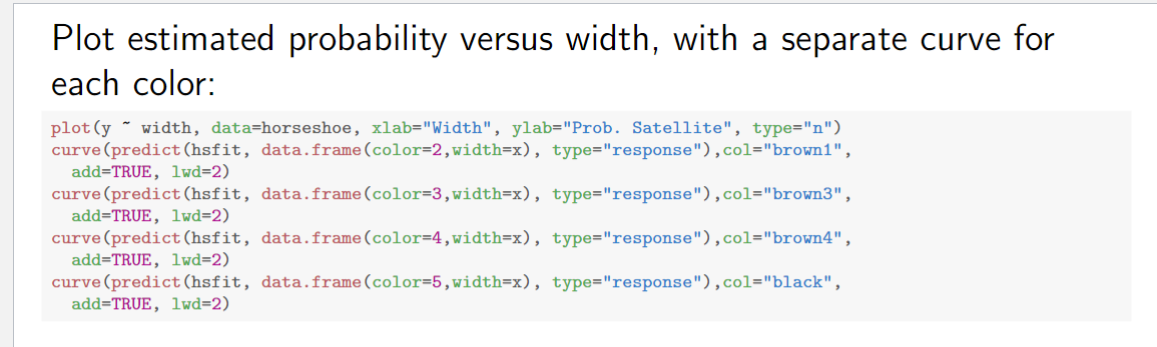 Plot estimated probability versus width, with a separate curve for
each color:
plot(y ~ width, data=horseshoe, xlab="Width", ylab="Prob. Satellite", type="n")
curve(predict(hsfit, data.frame(color=2,width=x), type="response"),col="brown1",
  add=TRUE, lwd=2)
curve(predict(hsfit, data.frame(color=3,width=x), type="response"),col="brown3",
  add=TRUE, lwd=2)
curve(predict(hsfit, data.frame(color=4,width=x), type="response"),col="brown4",
  add=TRUE, lwd=2)
curve(predict(hsfit, data.frame(color=5,width=x), type="response"),col="black",
  add=TRUE, lwd=2)